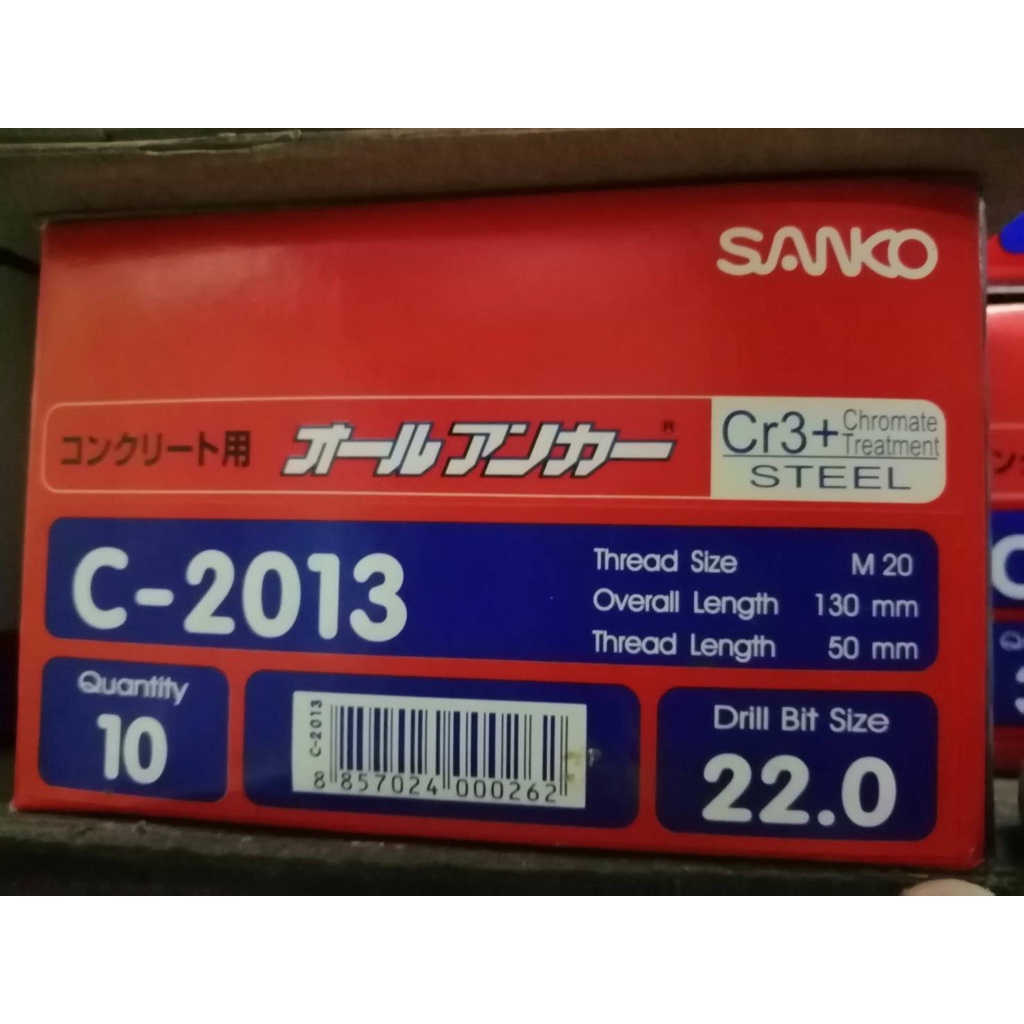 SANKO
コンクリート用 オールアンカー®
Cr3+ Chromate Treatment
STEEL
C-2013
Thread Size M 20
Overall Length 130 mm
Thread Length 50 mm
Quantity
10
C-2013
8 857024 000262
Drill Bit Size
22.0